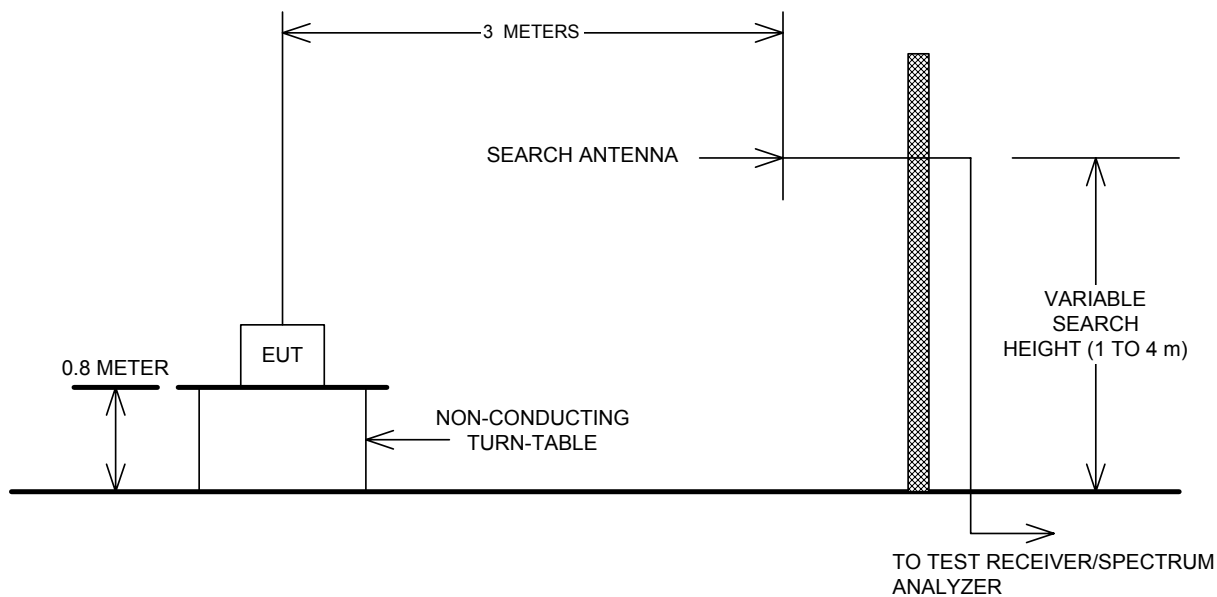 3 METERS
SEARCH ANTENNA
VARIABLE
SEARCH
HEIGHT (1 TO 4 m)
EUT
0.8 METER
NON-CONDUCTING
TURN-TABLE
TO TEST RECEIVER/SPECTRUM
ANALYZER